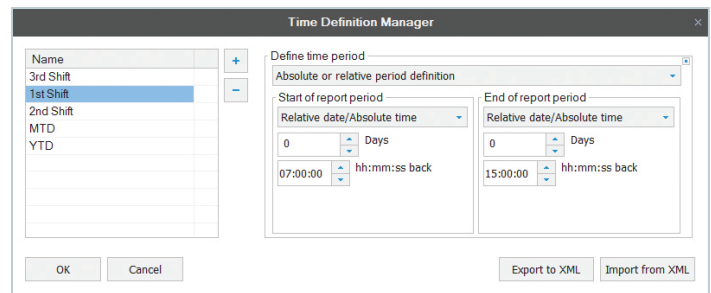 Time Definition Manager
Name
3rd Shift
1st Shift
2nd Shift
MTD
YTD
+
−
Define time period
Absolute or relative period definition
Start of report period
Relative date/Absolute time
0 Days
07:00:00 hh:mm:ss back
End of report period
Relative date/Absolute time
0 Days
15:00:00 hh:mm:ss back
OK Cancel Export to XML Import from XML